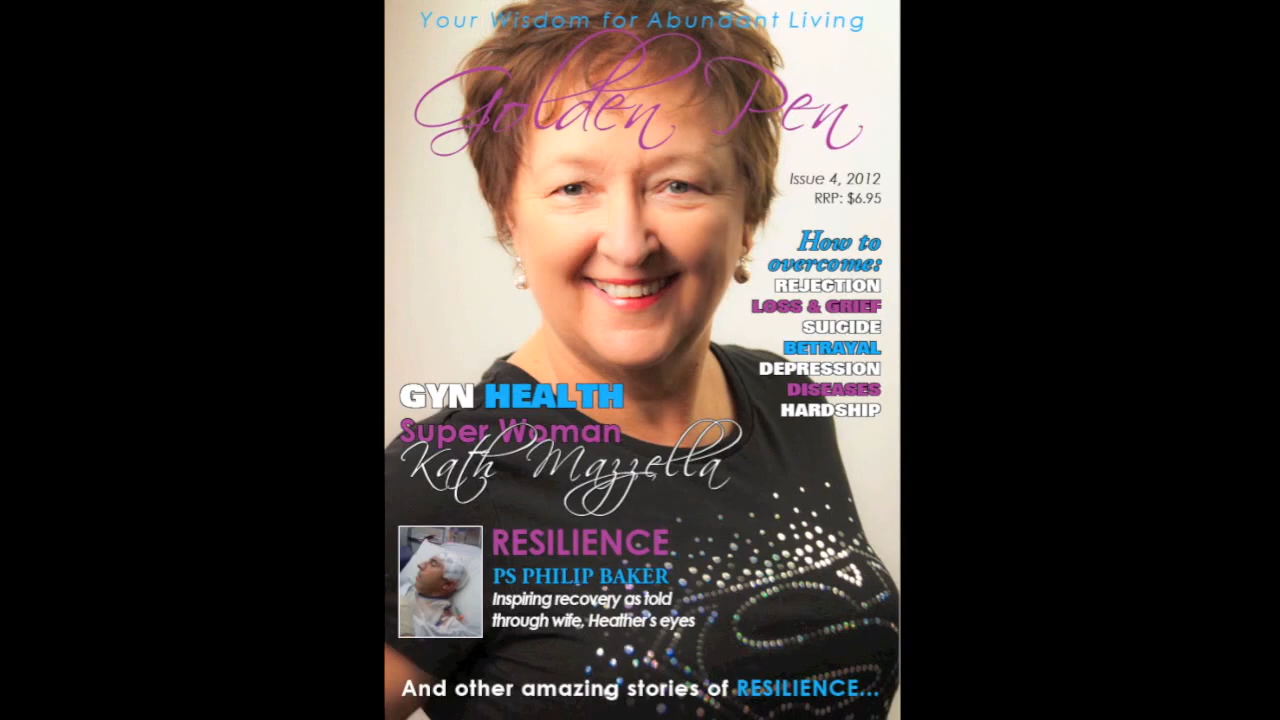 Your Wisdom for Abundant Living
Golden Pen
Issue 4, 2012
RRP: $6.95
How to
overcome:
REJECTION
LOSS & GRIEF
SUICIDE
BETRAYAL
DEPRESSION
DISEASES
HARDSHIP
GYN HEALTH
Super Woman
Kath Mazzella
RESILIENCE
PS PHILIP BAKER
Inspiring recovery as told
through wife, Heather's eyes
And other amazing stories of RESILIENCE...